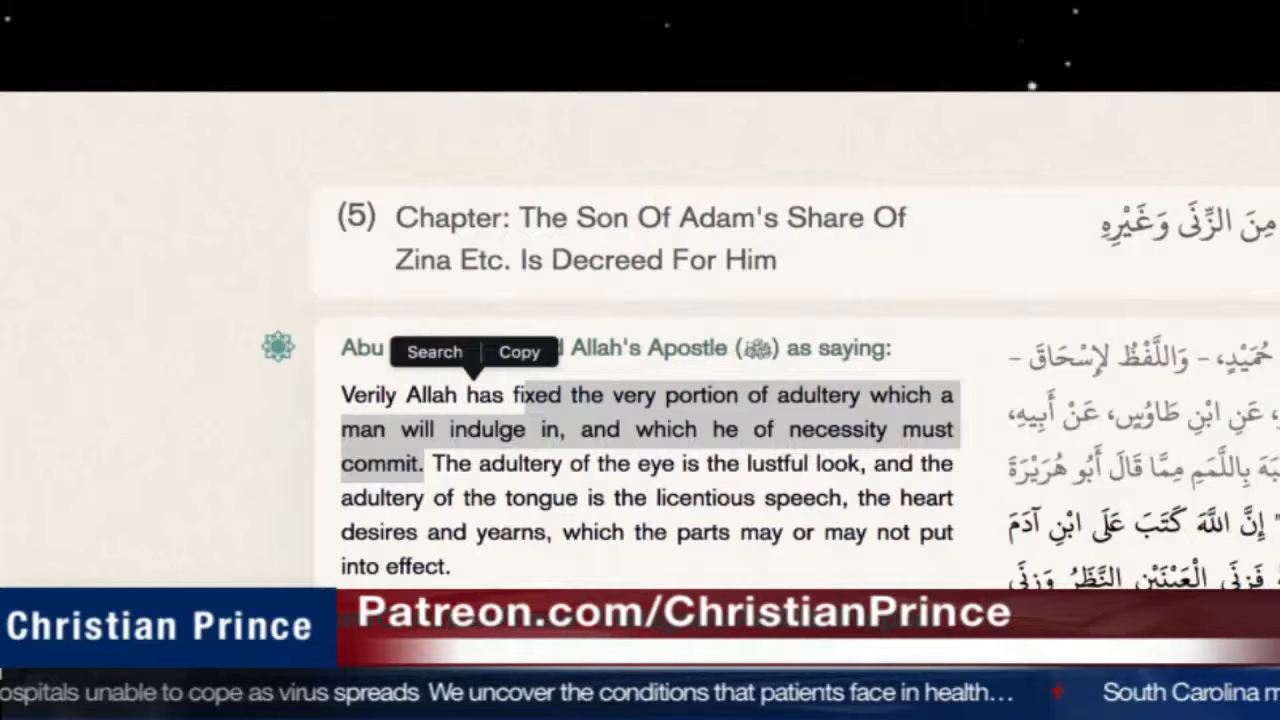 (5) Chapter: The Son Of Adam's Share Of
Zina Etc. Is Decreed For Him
مِنَ الزِّنَى وَغَيْرِهِ
Abu
Search Copy
Allah's Apostle (ﷺ) as saying:
Verily Allah has fixed the very portion of adultery which a
man will indulge in, and which he of necessity must
commit. The adultery of the eye is the lustful look, and the
adultery of the tongue is the licentious speech, the heart
desires and yearns, which the parts may or may not put
into effect.
حُمَيْدٍ، - وَاللَّفْظُ لإِسْحَاقَ -
عَنِ ابْنِ طَاوُسٍ، عَنْ أَبِيهِ،
بِاللَّمَمِ مِمَّا قَالَ أَبُو هُرَيْرَةَ
" إِنَّ اللَّهَ كَتَبَ عَلَى ابْنِ آدَمَ
فَزِنَى الْعَيْنَيْنِ النَّظَرُ وَزِنَى
Christian Prince
Patreon.com/ChristianPrince
ospitals unable to cope as virus spreads We uncover the conditions that patients face in health… South Carolina m